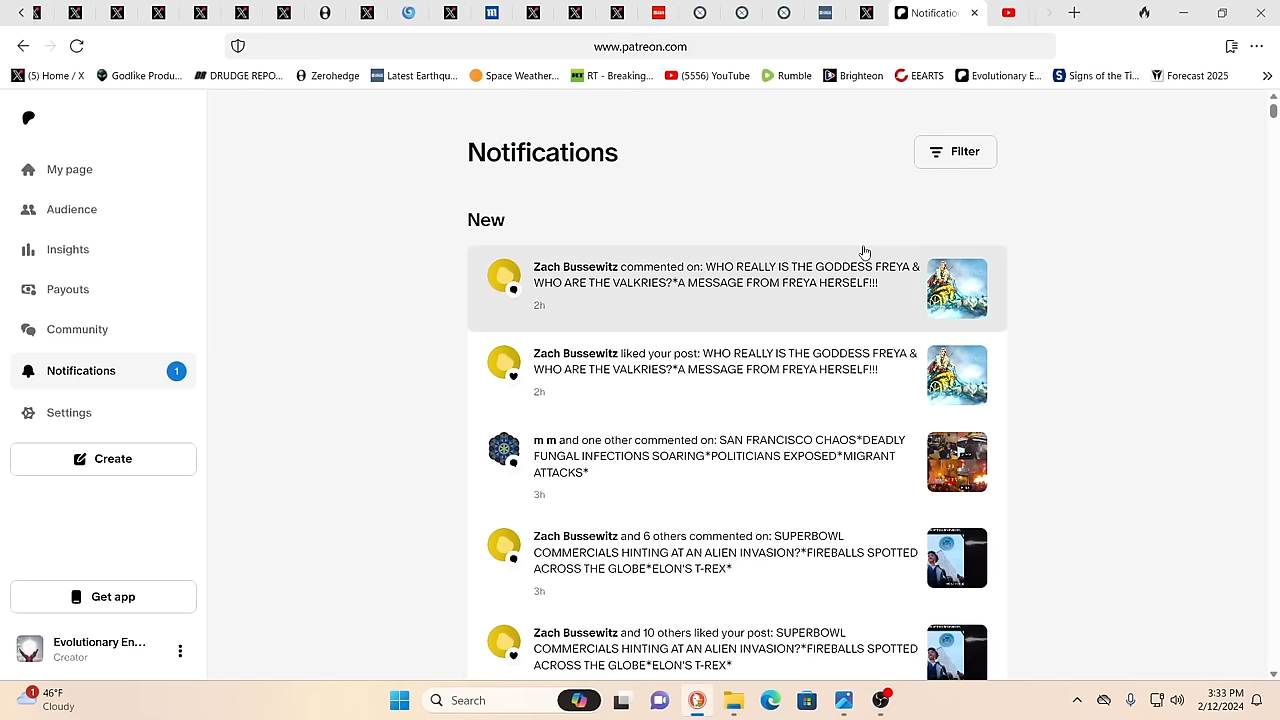 Notificatio
www.patreon.com
(5) Home / X
Godlike Produ...
DRUDGE REPO...
Zerohedge
Latest Earthqu...
Space Weather...
RT - Breaking...
(5556) YouTube
Rumble
Brighteon
EEARTS
Evolutionary E...
Signs of the Ti...
Forecast 2025
My page
Audience
Insights
Payouts
Community
Notifications
1
Settings
Create
Get app
Evolutionary En...
Creator
Notifications
Filter
New
Zach Bussewitz commented on: WHO REALLY IS THE GODDESS FREYA &
WHO ARE THE VALKRIES?*A MESSAGE FROM FREYA HERSELF!!!
2h
Zach Bussewitz liked your post: WHO REALLY IS THE GODDESS FREYA &
WHO ARE THE VALKRIES?*A MESSAGE FROM FREYA HERSELF!!!
2h
m m and one other commented on: SAN FRANCISCO CHAOS*DEADLY
FUNGAL INFECTIONS SOARING*POLITICIANS EXPOSED*MIGRANT
ATTACKS*
3h
Zach Bussewitz and 6 others commented on: SUPERBOWL
COMMERCIALS HINTING AT AN ALIEN INVASION?*FIREBALLS SPOTTED
ACROSS THE GLOBE*ELON'S T-REX*
3h
Zach Bussewitz and 10 others liked your post: SUPERBOWL
COMMERCIALS HINTING AT AN ALIEN INVASION?*FIREBALLS SPOTTED
ACROSS THE GLOBE*ELON'S T-REX*
1
46°F
Cloudy
Search
3:33 PM
2/12/2024